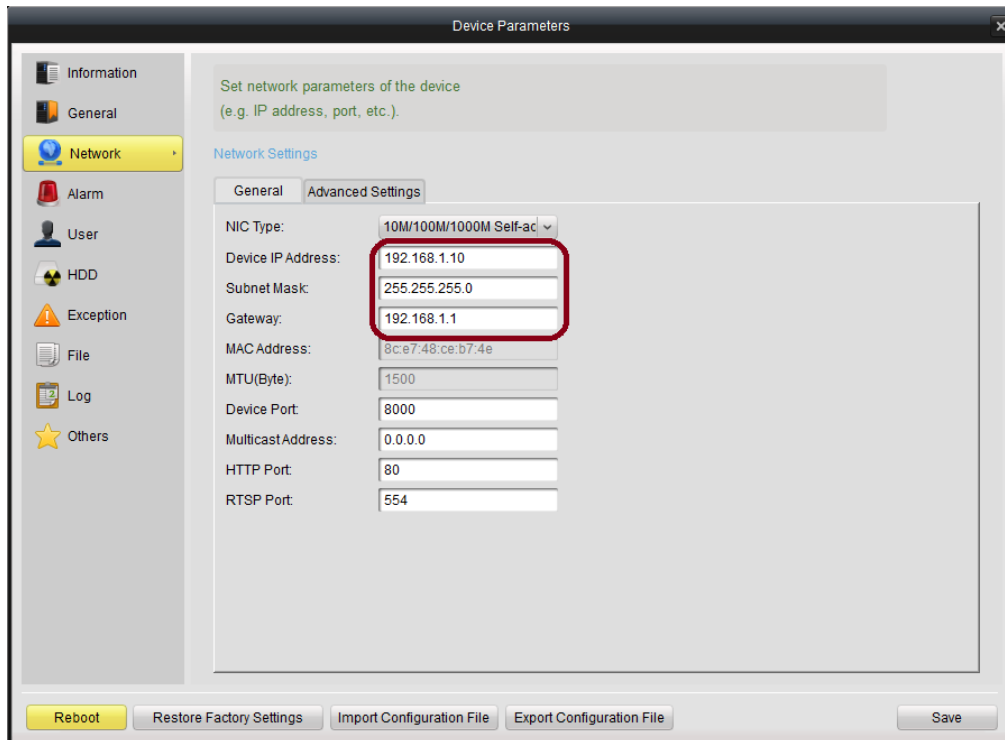 Device Parameters
Information
General
Network
Alarm
User
HDD
Exception
File
Log
Others
Set network parameters of the device
(e.g. IP address, port, etc.).
Network Settings
General Advanced Settings
NIC Type: 10M/100M/1000M Self-ac
Device IP Address: 192.168.1.10
Subnet Mask: 255.255.255.0
Gateway: 192.168.1.1
MAC Address: 8c:e7:48:ce:b7:4e
MTU(Byte): 1500
Device Port: 8000
Multicast Address: 0.0.0.0
HTTP Port: 80
RTSP Port: 554
Reboot Restore Factory Settings Import Configuration File Export Configuration File Save